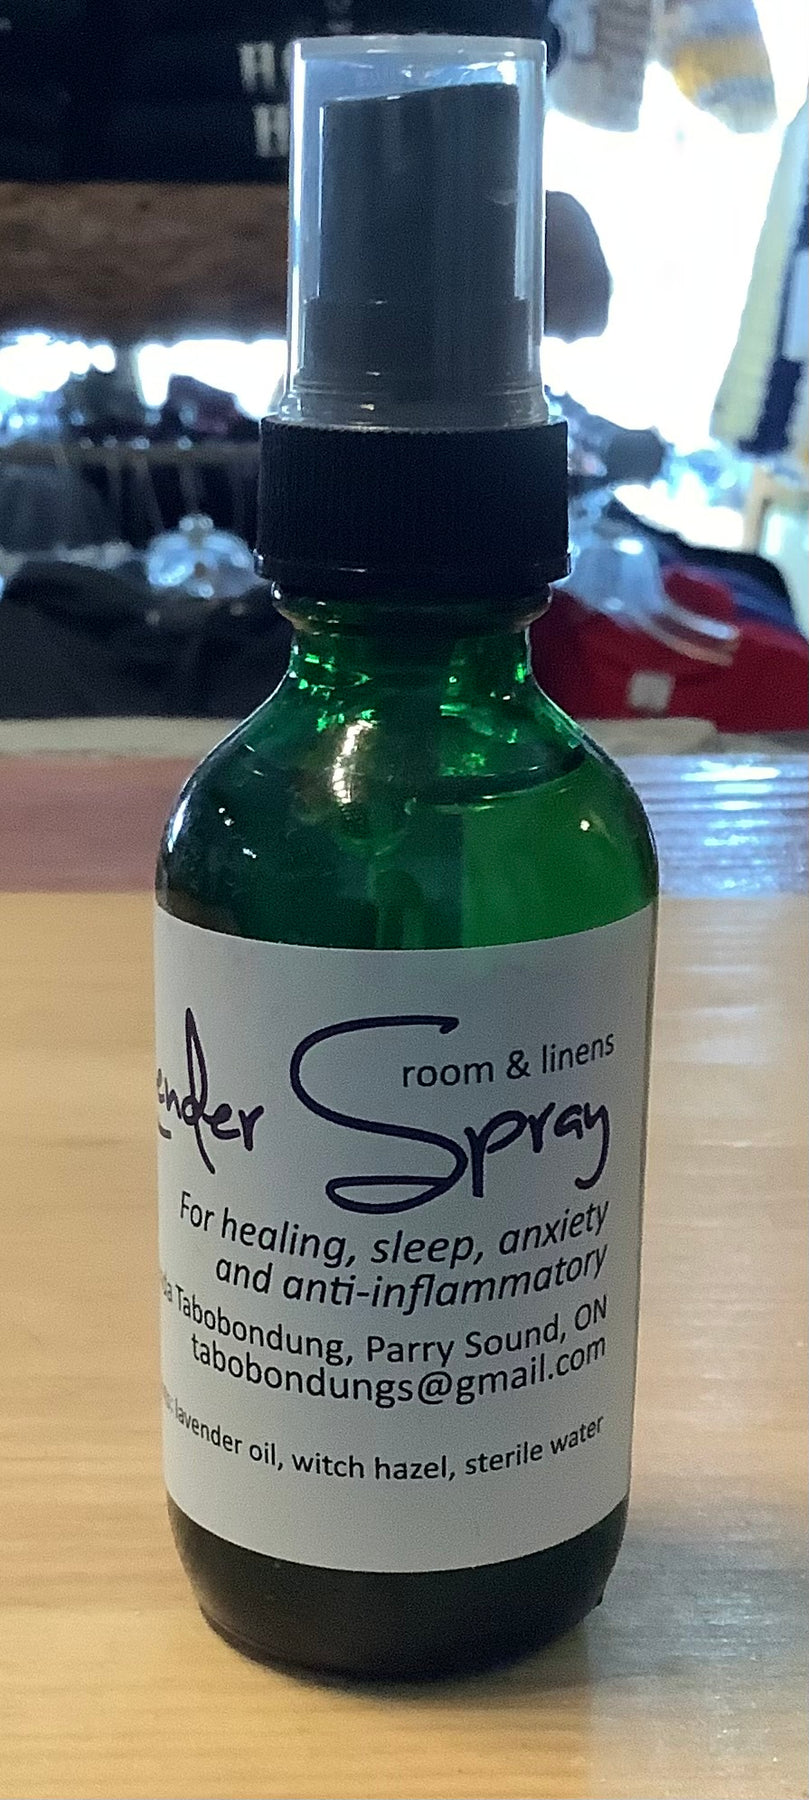 room & linens
ender Spray
For healing, sleep, anxiety
and anti-inflammatory
Tabobondung, Parry Sound, ON
tabobondungs@gmail.com
lavender oil, witch hazel, sterile water